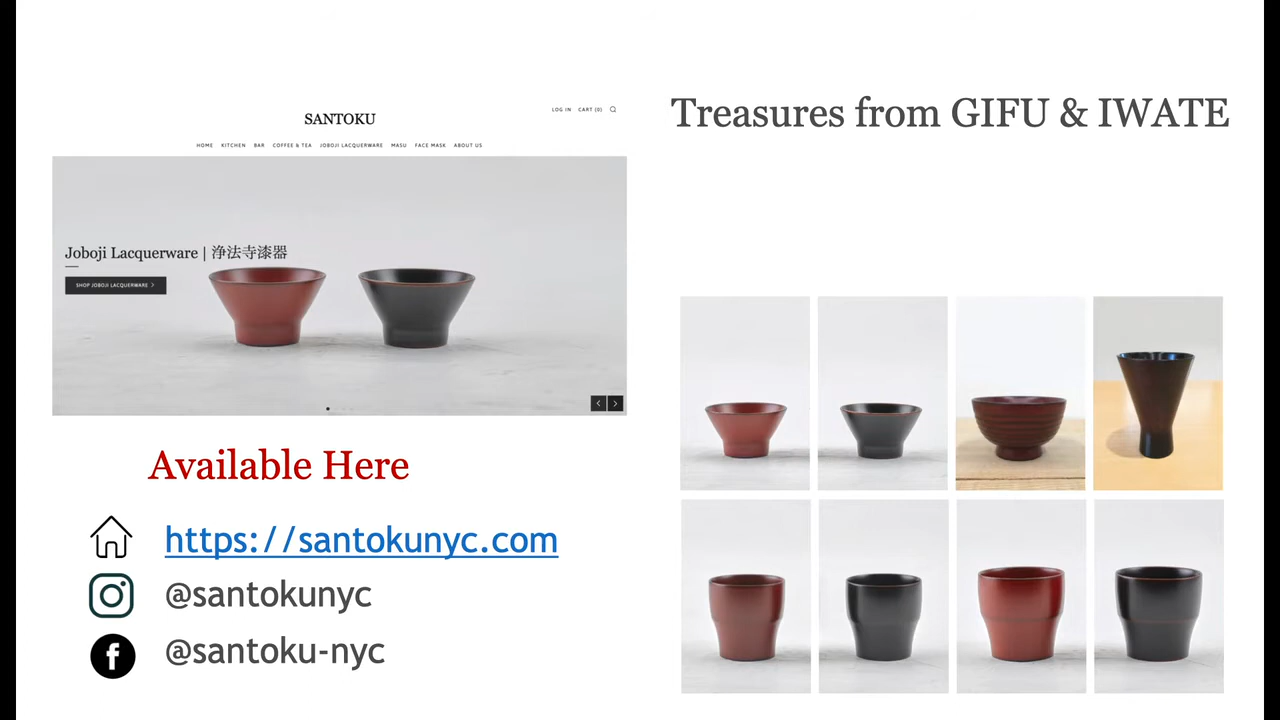 Treasures from GIFU & IWATE
LOG IN CART (0)
SANTOKU
HOME KITCHEN BAR COFFEE & TEA JOBOJI LACQUERWARE MASU FACE MASK ABOUT US
Joboji Lacquerware | 浄法寺漆器
SHOP JOBOJI LACQUERWARE >
Available Here
https://santokunyc.com
@santokunyc
@santoku-nyc